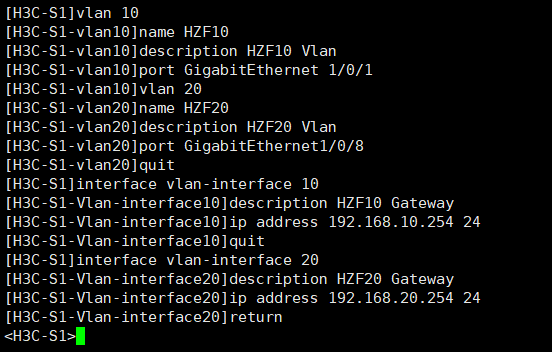 [H3C-S1]vlan 10
[H3C-S1-vlan10]name HZF10
[H3C-S1-vlan10]description HZF10 Vlan
[H3C-S1-vlan10]port GigabitEthernet 1/0/1
[H3C-S1-vlan10]vlan 20
[H3C-S1-vlan20]name HZF20
[H3C-S1-vlan20]description HZF20 Vlan
[H3C-S1-vlan20]port GigabitEthernet1/0/8
[H3C-S1-vlan20]quit
[H3C-S1]interface vlan-interface 10
[H3C-S1-Vlan-interface10]description HZF10 Gateway
[H3C-S1-Vlan-interface10]ip address 192.168.10.254 24
[H3C-S1-Vlan-interface10]quit
[H3C-S1]interface vlan-interface 20
[H3C-S1-Vlan-interface20]description HZF20 Gateway
[H3C-S1-Vlan-interface20]ip address 192.168.20.254 24
[H3C-S1-Vlan-interface20]return
<H3C-S1>